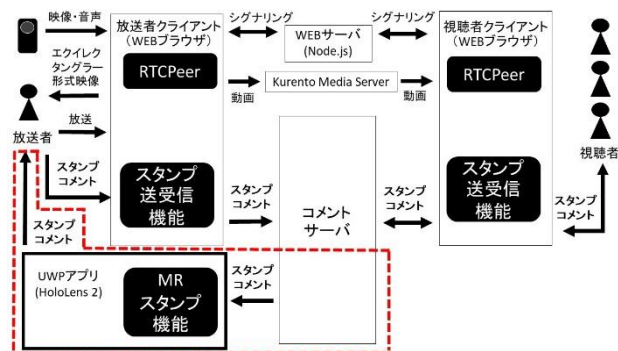 映像・音声
エクイレク
タングラー
形式映像
放送
放送者
スタンプ
コメント
スタンプ
コメント
放送者クライアント
(WEBブラウザ)
RTCPeer
スタンプ
送受信
機能
シグナリング
シグナリング
WEBサーバ
(Node.js)
Kurento Media Server
動画
動画
スタンプ
コメント
コメント
サーバ
スタンプ
コメント
視聴者クライアント
(WEBブラウザ)
RTCPeer
スタンプ
送受信
機能
視聴者
スタンプ
コメント
UWPアプリ
(HoloLens 2)
MR
スタンプ
機能
スタンプ
コメント